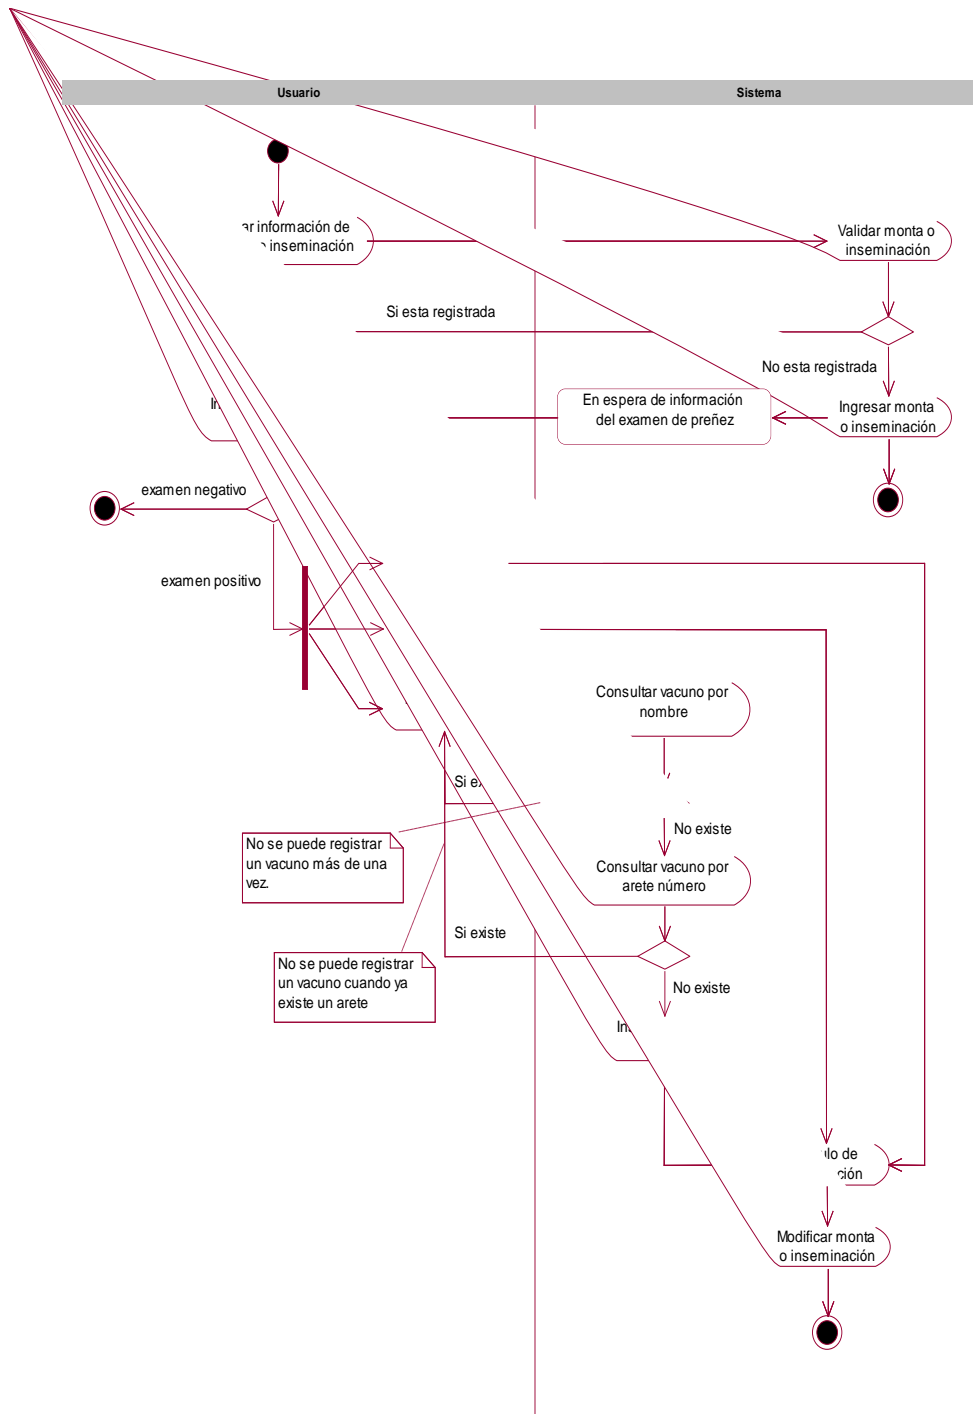 Usuario
Sistema
información de
inseminación
Validar monta o
inseminación
Si esta registrada
No esta registrada
En espera de información
del examen de preñez
Ingresar monta
o inseminación
examen negativo
examen positivo
Consultar vacuno por
nombre
Si
No existe
No se puede registrar
un vacuno más de una
vez.
Consultar vacuno por
arete número
Si existe
No se puede registrar
un vacuno cuando ya
existe un arete
No existe
de
Modificar monta
o inseminación